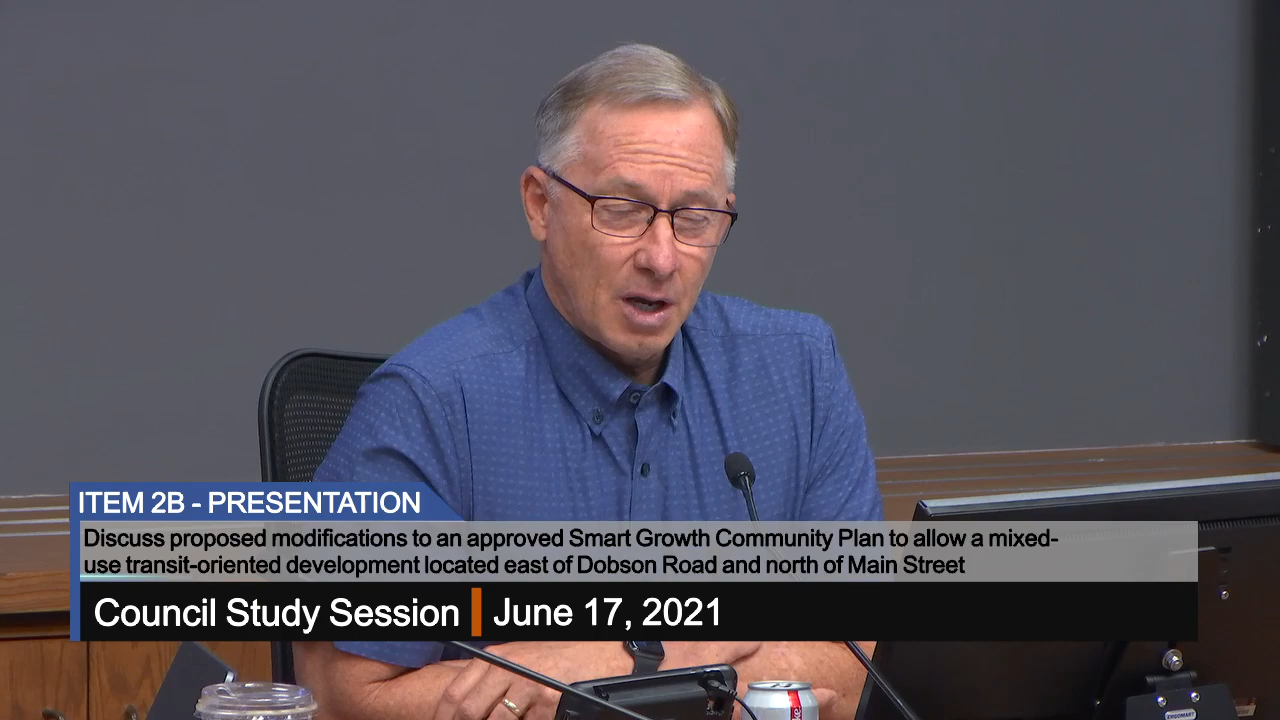 ITEM 2B - PRESENTATION
Discuss proposed modifications to an approved Smart Growth Community Plan to allow a mixed-
use transit-oriented development located east of Dobson Road and north of Main Street
Council Study Session | June 17, 2021
ERGOMART